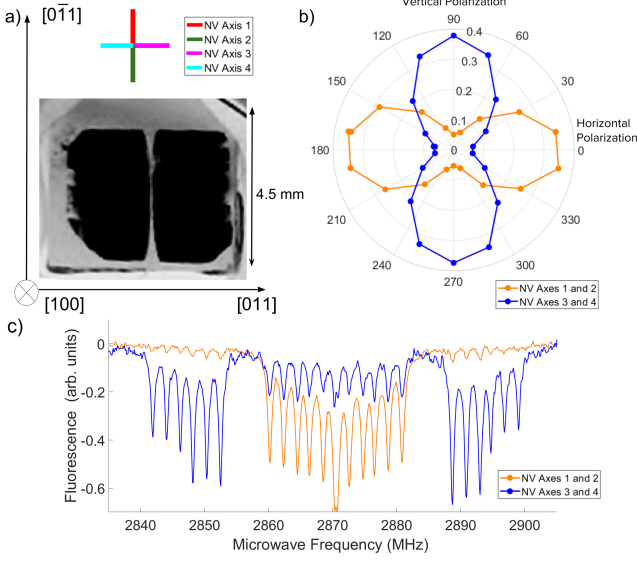 Vertical Polarization
a)
[01̅1]
NV Axis 1
NV Axis 2
NV Axis 3
NV Axis 4
4.5 mm
[100]
[011]
b)
90
60
30
0
330
300
270
240
210
180
150
120
0.4
0.3
0.2
0.1
0
Horizontal
Polarization
NV Axes 1 and 2
NV Axes 3 and 4
c)
Fluorescence (arb. units)
0
-0.2
-0.4
-0.6
2840 2850 2860 2870 2880 2890 2900
Microwave Frequency (MHz)
NV Axes 1 and 2
NV Axes 3 and 4